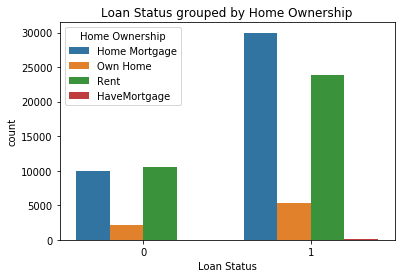 Loan Status grouped by Home Ownership
Home Ownership
Home Mortgage
Own Home
Rent
HaveMortgage
30000
25000
20000
15000
10000
5000
0
count
0
1
Loan Status